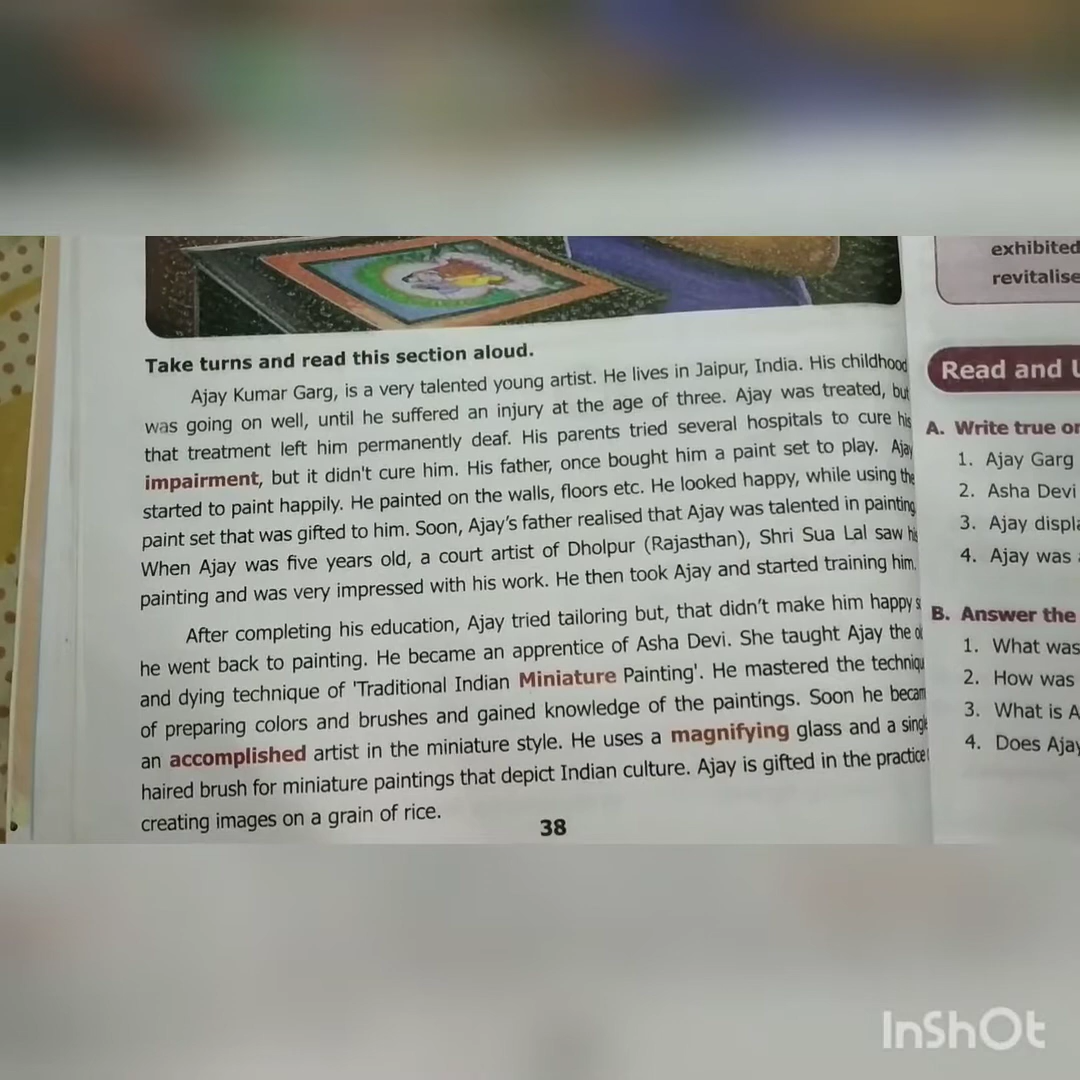 Take turns and read this section aloud.
Ajay Kumar Garg, is a very talented young artist. He lives in Jaipur, India. His childhood
was going on well, until he suffered an injury at the age of three. Ajay was treated, but
that treatment left him permanently deaf. His parents tried several hospitals to cure his
impairment, but it didn't cure him. His father, once bought him a paint set to play. Ajay
started to paint happily. He painted on the walls, floors etc. He looked happy, while using the
paint set that was gifted to him. Soon, Ajay's father realised that Ajay was talented in painting
When Ajay was five years old, a court artist of Dholpur (Rajasthan), Shri Sua Lal saw his
painting and was very impressed with his work. He then took Ajay and started training him.
After completing his education, Ajay tried tailoring but, that didn't make him happy
he went back to painting. He became an apprentice of Asha Devi. She taught Ajay the
and dying technique of 'Traditional Indian Miniature Painting'. He mastered the
of preparing colors and brushes and gained knowledge of the paintings. Soon he
an accomplished artist in the miniature style. He uses a magnifying glass and a
haired brush for miniature paintings that depict Indian culture. Ajay is gifted in the practice
creating images on a grain of rice.
38
exhibited
revitalise
Read and
A. Write true or
1. Ajay Garg
2. Asha Devi
3. Ajay
4. Ajay was
B. Answer the
1. What was
2. How was
3. What is
4. Does Ajay
InShOt